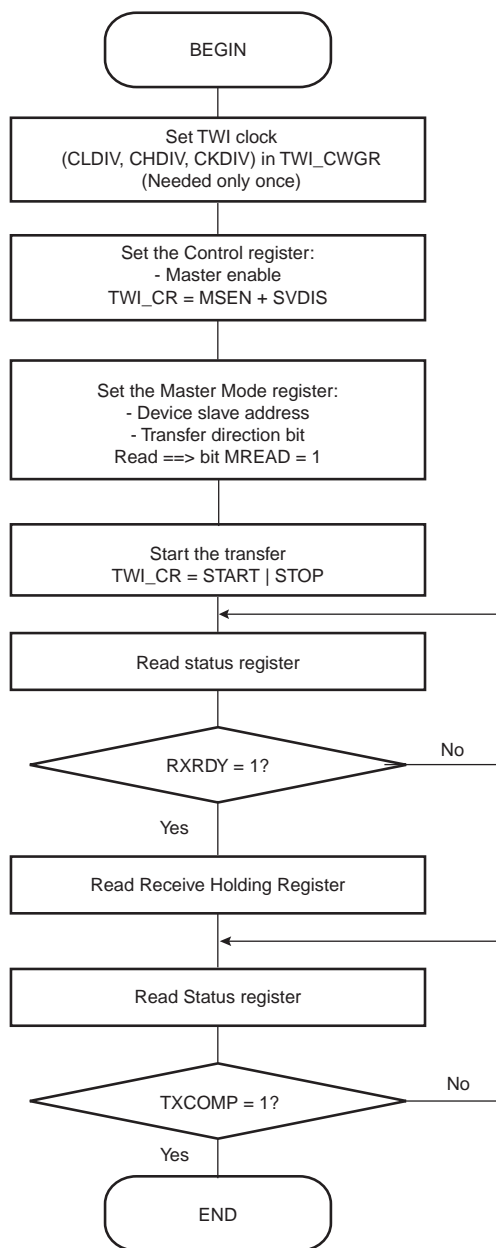 BEGIN
Set TWI clock
(CLDIV, CHDIV, CKDIV) in TWI_CWGR
(Needed only once)
Set the Control register:
- Master enable
TWI_CR = MSEN + SVDIS
Set the Master Mode register:
- Device slave address
- Transfer direction bit
Read ==> bit MREAD = 1
Start the transfer
TWI_CR = START | STOP
Read status register
RXRDY = 1?
No
Yes
Read Receive Holding Register
Read Status register
TXCOMP = 1?
No
Yes
END